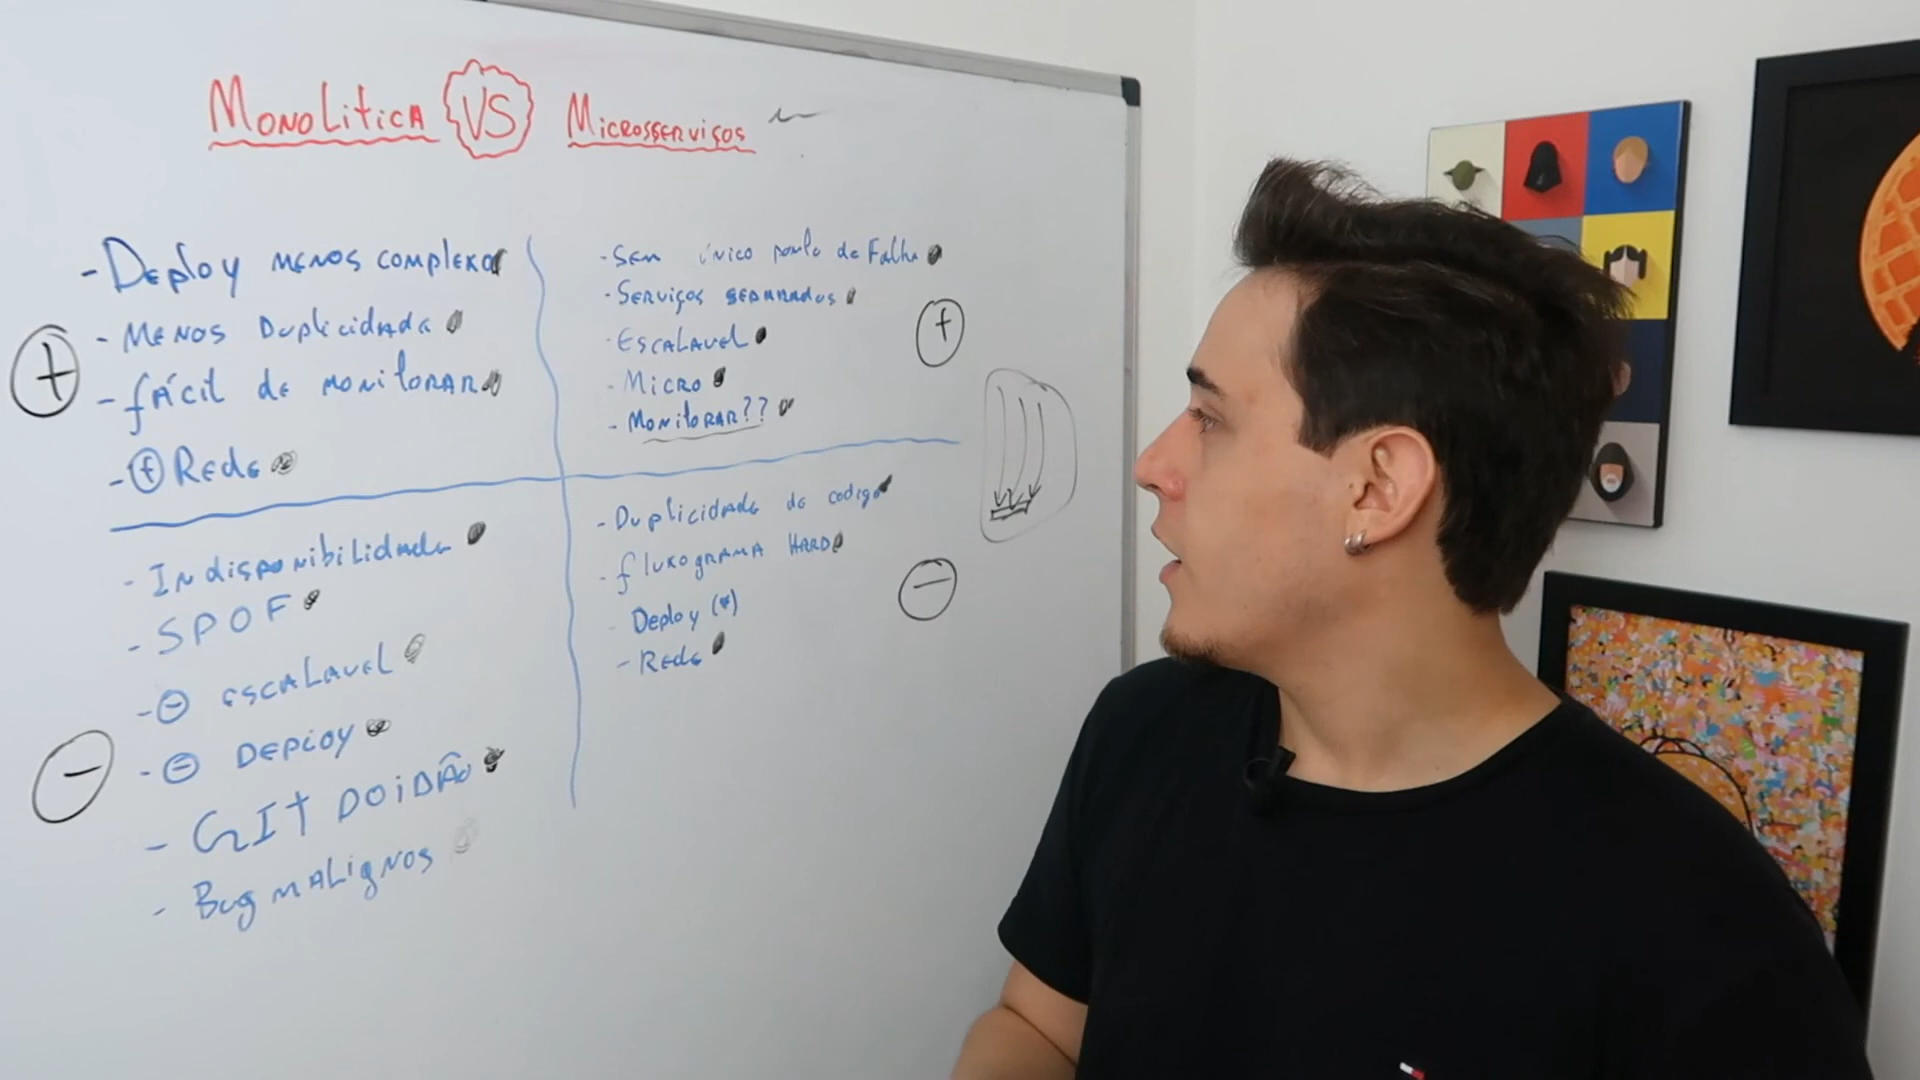 MONOLITICA VS MICROSSERVIÇOS
- DEPLOY MENOS COMPLEXO
- MENOS DUPLICIDADE
- fÁCIL DE MONITORAR
- + REDE
- INDISPONIBILIDADE
- SPOF
- - ESCALAVEL
- - DEPLOY
- GIT DOIDÃO
- BUG MALIGNOS
- SEM ÚNICO PONTO DE FALHA
- SERVIÇOS SEPARADOS
- ESCALAVEL
- MICRO
- MONITORAR??
- DUPLICIDADE DE CODIGO
- fLUXOGRAMA HARD
- Deploy (*)
- REDE